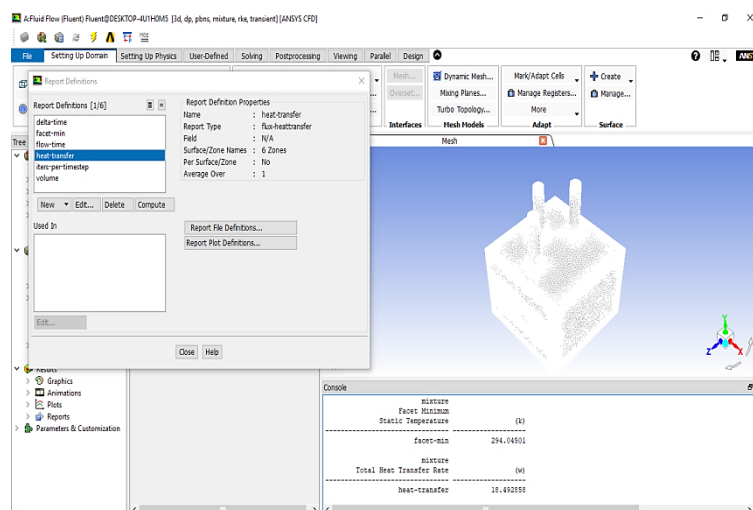 A:Fluid Flow (Fluent) Fluent@DESKTOP-4U1H0M5 [3d, dp, pbns, mixture, rke, transient] [ANSYS CFD]
File Setting Up Domain Setting Up Physics User-Defined Solving Postprocessing Viewing Parallel Design
ANS
Mesh... Dynamic Mesh... Mark/Adapt Cells Create
Overset... Mixing Planes... Manage Registers... Manage...
Turbo Topology... More
Interfaces Mesh Models Adapt Surface
Tree
Mesh
Report Definitions
Report Definitions [1/6]
delta-time
facet-min
flow-time
heat-transfer
iters-per-timestep
volume
Report Definition Properties
Name : heat-transfer
Report Type : flux-heattransfer
Field : N/A
Surface/Zone Names : 6 Zones
Per Surface/Zone : No
Average Over : 1
New Edit... Delete Compute
Used In
Report File Definitions...
Report Plot Definitions...
Edit...
Close Help
Results
Graphics
Animations
Plots
Reports
Parameters & Customization
Y
Z X
Console
mixture
Facet Minimum
Static Temperature (k)
facet-min 294.04801
mixture
Total Heat Transfer Rate (w)
heat-transfer 18.492858